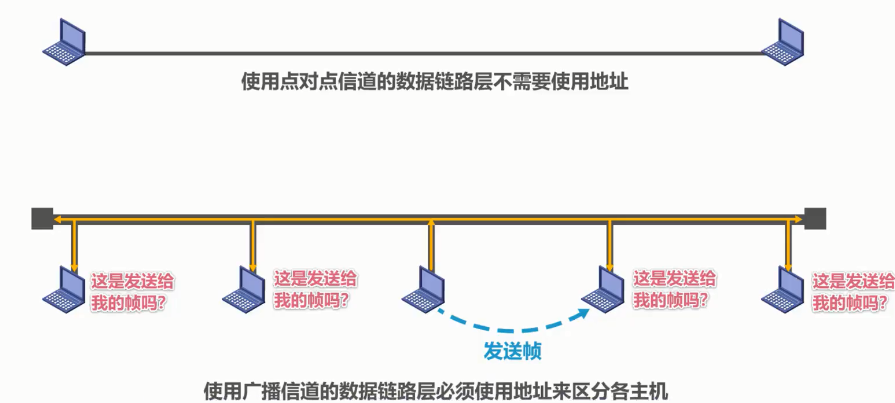 使用点对点信道的数据链路层不需要使用地址
这是发送给
我的帧吗?
这是发送给
我的帧吗?
这是发送给
我的帧吗?
这是发送给
我的帧吗?
发送帧
使用广播信道的数据链路层必须使用地址来区分各主机